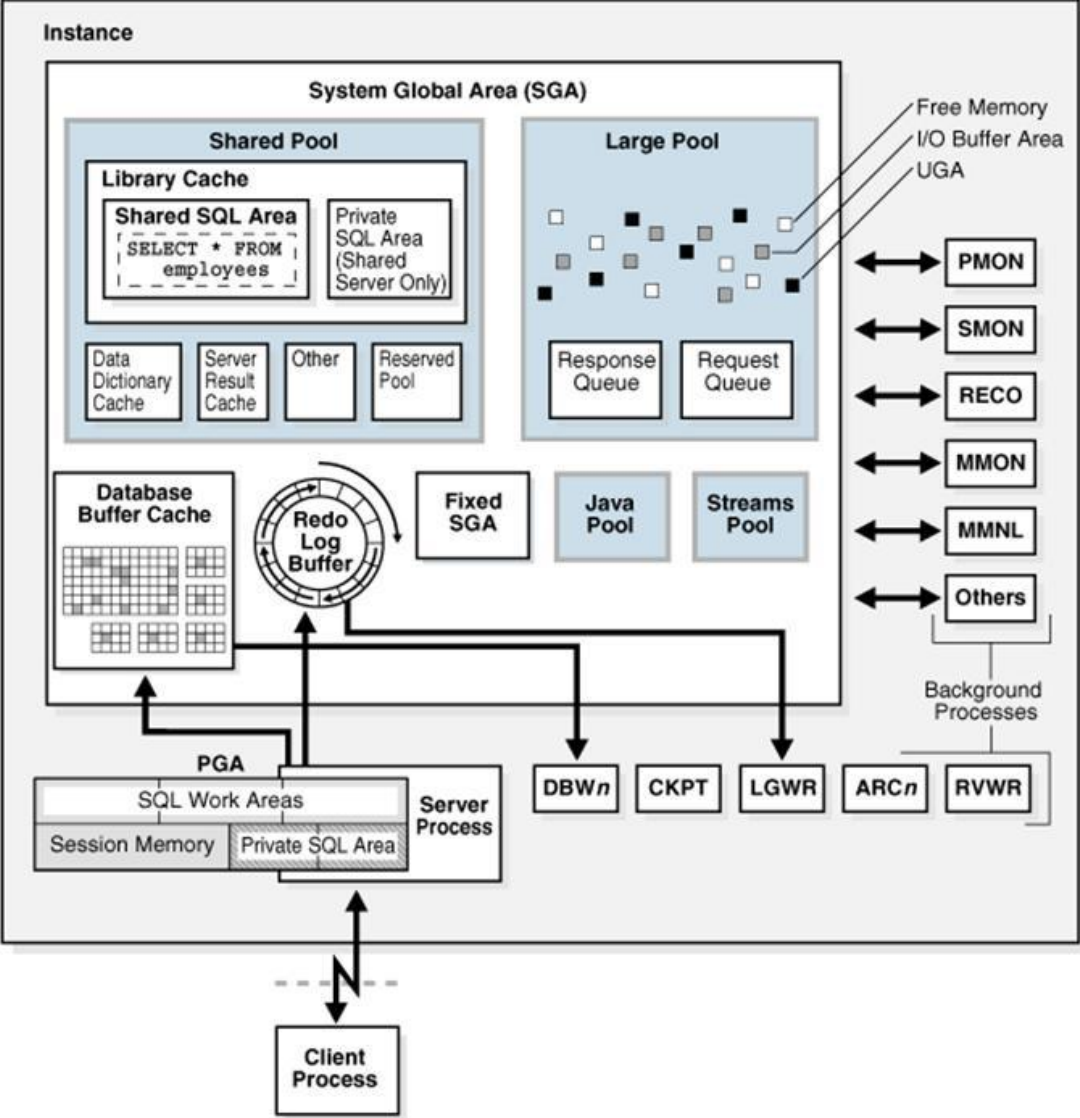 Instance
System Global Area (SGA)
Shared Pool
Library Cache
Shared SQL Area
SELECT * FROM
employees
Private
SQL Area
(Shared
Server Only)
Data
Dictionary
Cache
Server
Result
Cache
Other
Reserved
Pool
Large Pool
Response
Queue
Request
Queue
Free Memory
I/O Buffer Area
UGA
Database
Buffer Cache
Redo
Log
Buffer
Fixed
SGA
Java
Pool
Streams
Pool
PMON
SMON
RECO
MMON
MMNL
Others
Background
Processes
PGA
SQL Work Areas
Session Memory
Private SQL Area
Server
Process
DBWn
CKPT
LGWR
ARCn
RVWR
Client
Process